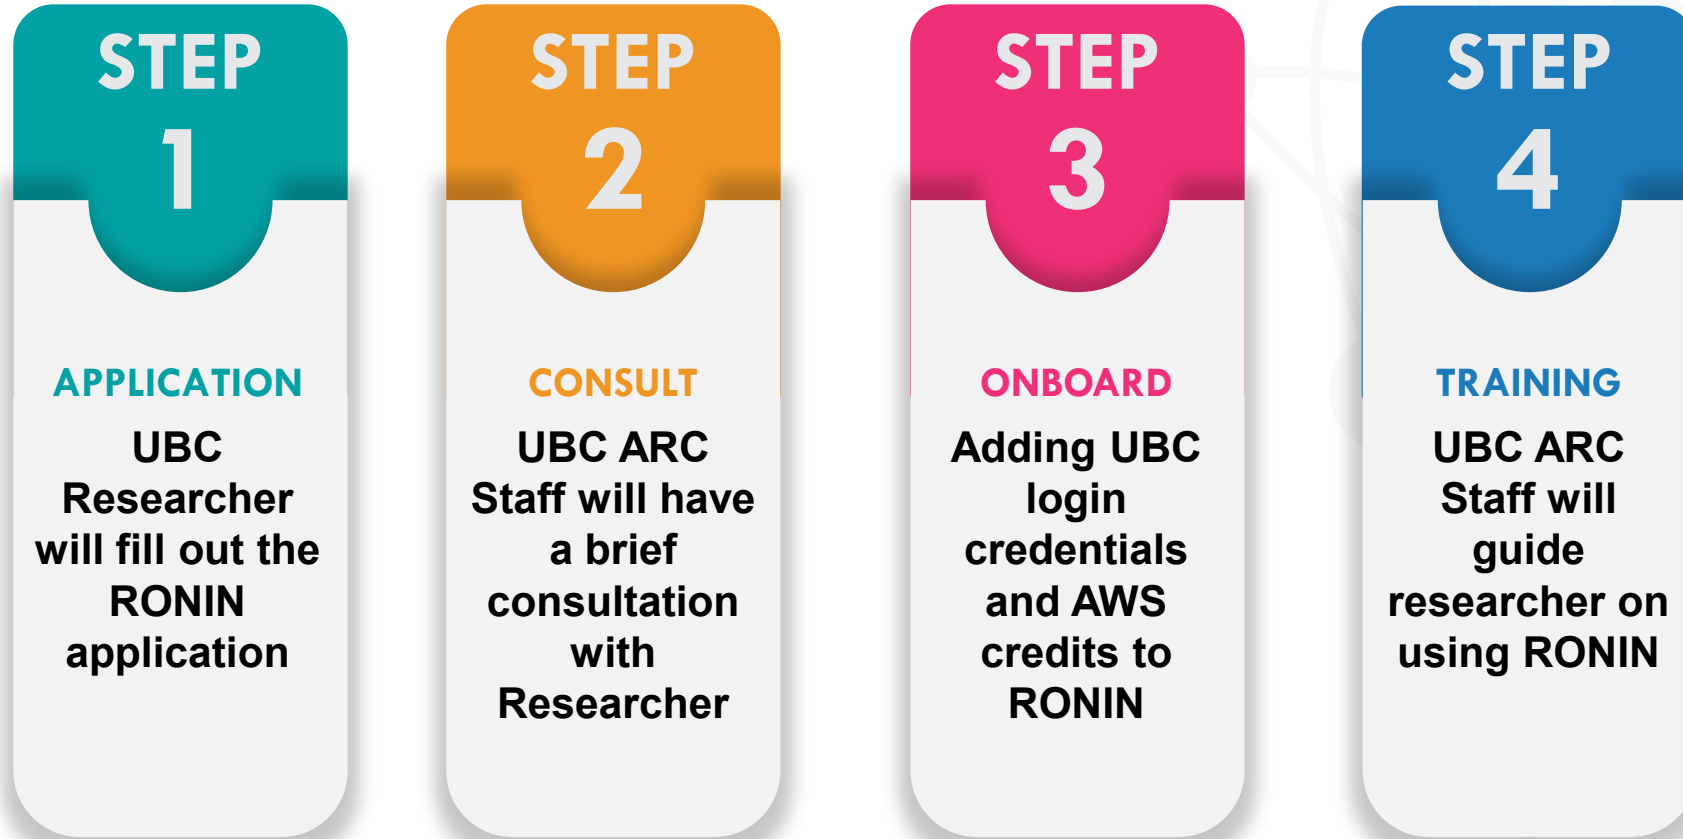 STEP
1
APPLICATION
UBC
Researcher
will fill out the
RONIN
application
STEP
2
CONSULT
UBC ARC
Staff will have
a brief
consultation
with
Researcher
STEP
3
ONBOARD
Adding UBC
login
credentials
and AWS
credits to
RONIN
STEP
4
TRAINING
UBC ARC
Staff will
guide
researcher on
using RONIN